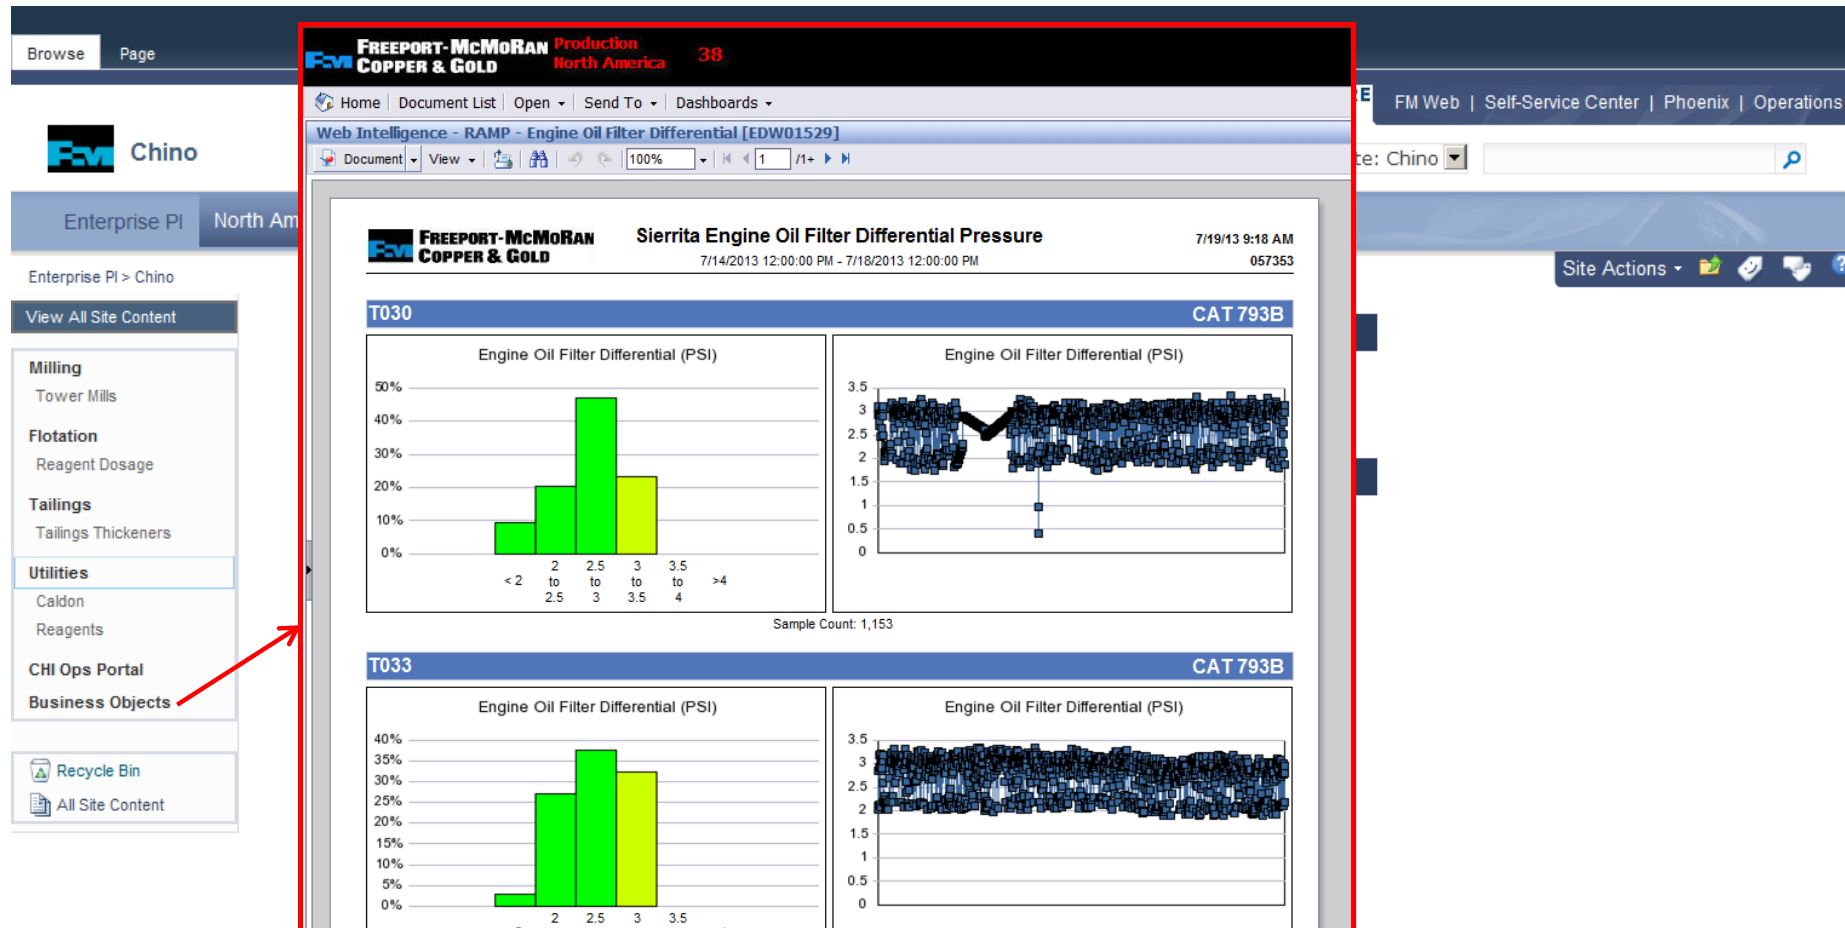 Browse Page
FREEPORT-MCMORAN
COPPER & GOLD
Production
North America
38
Home Document List Open Send To Dashboards
Web Intelligence - RAMP - Engine Oil Filter Differential [EDW01529]
Document View 100% 1 /1+
FM Web | Self-Service Center | Phoenix | Operations
FCMI Chino
te: Chino
Enterprise PI North Am
Site Actions
Enterprise PI > Chino
View All Site Content
Milling
Tower Mills
Flotation
Reagent Dosage
Tailings
Tailings Thickeners
Utilities
Caldon
Reagents
CHI Ops Portal
Business Objects
Recycle Bin
All Site Content
FREEPORT-MCMORAN
COPPER & GOLD
Sierrita Engine Oil Filter Differential Pressure
7/14/2013 12:00:00 PM - 7/18/2013 12:00:00 PM
7/19/13 9:18 AM
057353
T030 CAT 793B
Engine Oil Filter Differential (PSI)
50%
40%
30%
20%
10%
0%
< 2
2 to 2.5
2.5 to 3
3 to 3.5
3.5 to 4
>4
Engine Oil Filter Differential (PSI)
3.5
3
2.5
2
1.5
1
0.5
0
Sample Count: 1,153
T033 CAT 793B
Engine Oil Filter Differential (PSI)
40%
35%
30%
25%
20%
15%
10%
5%
0%
2 2.5 3 3.5
Engine Oil Filter Differential (PSI)
3.5
3
2.5
2
1.5
1
0.5
0